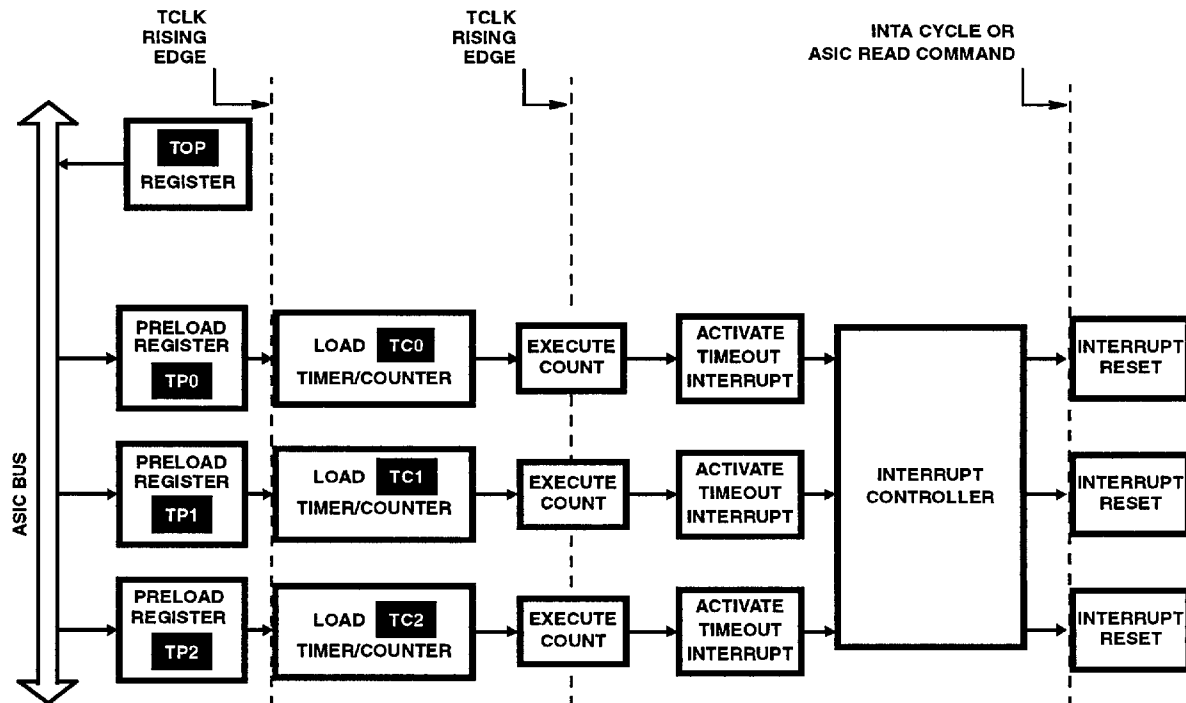 TCLK
RISING
EDGE
TCLK
RISING
EDGE
INTA CYCLE OR
ASIC READ COMMAND
TOP
REGISTER
ASIC BUS
PRELOAD
REGISTER
TP0
LOAD TC0
TIMER/COUNTER
EXECUTE
COUNT
ACTIVATE
TIMEOUT
INTERRUPT
INTERRUPT
RESET
PRELOAD
REGISTER
TP1
LOAD TC1
TIMER/COUNTER
EXECUTE
COUNT
ACTIVATE
TIMEOUT
INTERRUPT
INTERRUPT
CONTROLLER
INTERRUPT
RESET
PRELOAD
REGISTER
TP2
LOAD TC2
TIMER/COUNTER
EXECUTE
COUNT
ACTIVATE
TIMEOUT
INTERRUPT
INTERRUPT
RESET